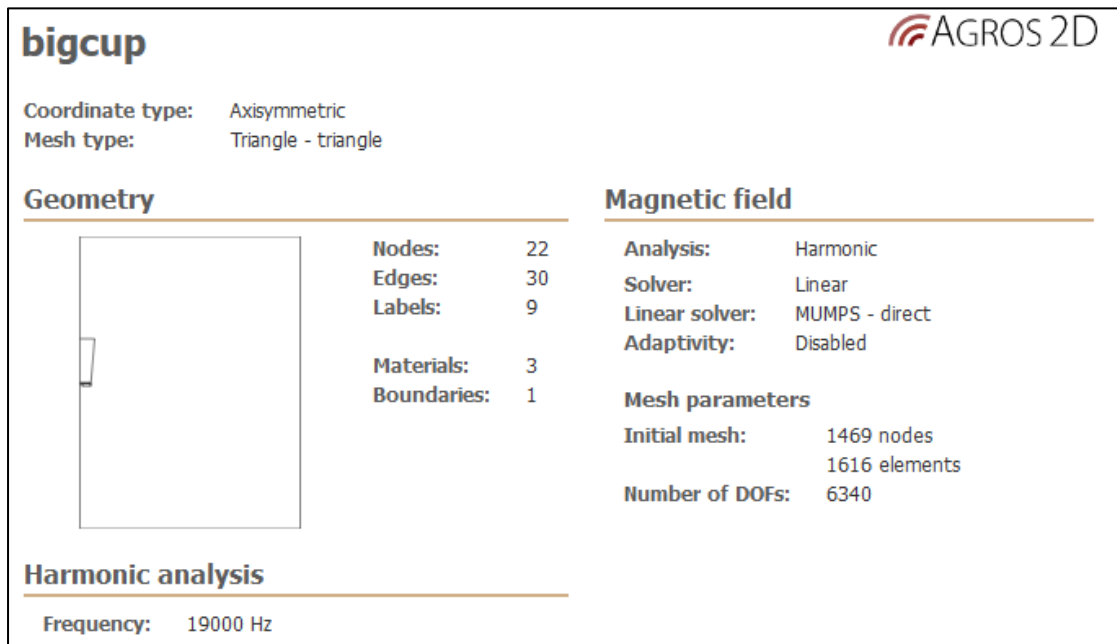 bigcup
AGROS 2D
Coordinate type: Axisymmetric
Mesh type: Triangle - triangle
Geometry
Nodes: 22
Edges: 30
Labels: 9
Materials: 3
Boundaries: 1
Magnetic field
Analysis: Harmonic
Solver: Linear
Linear solver: MUMPS - direct
Adaptivity: Disabled
Mesh parameters
Initial mesh: 1469 nodes
1616 elements
Number of DOFs: 6340
Harmonic analysis
Frequency: 19000 Hz